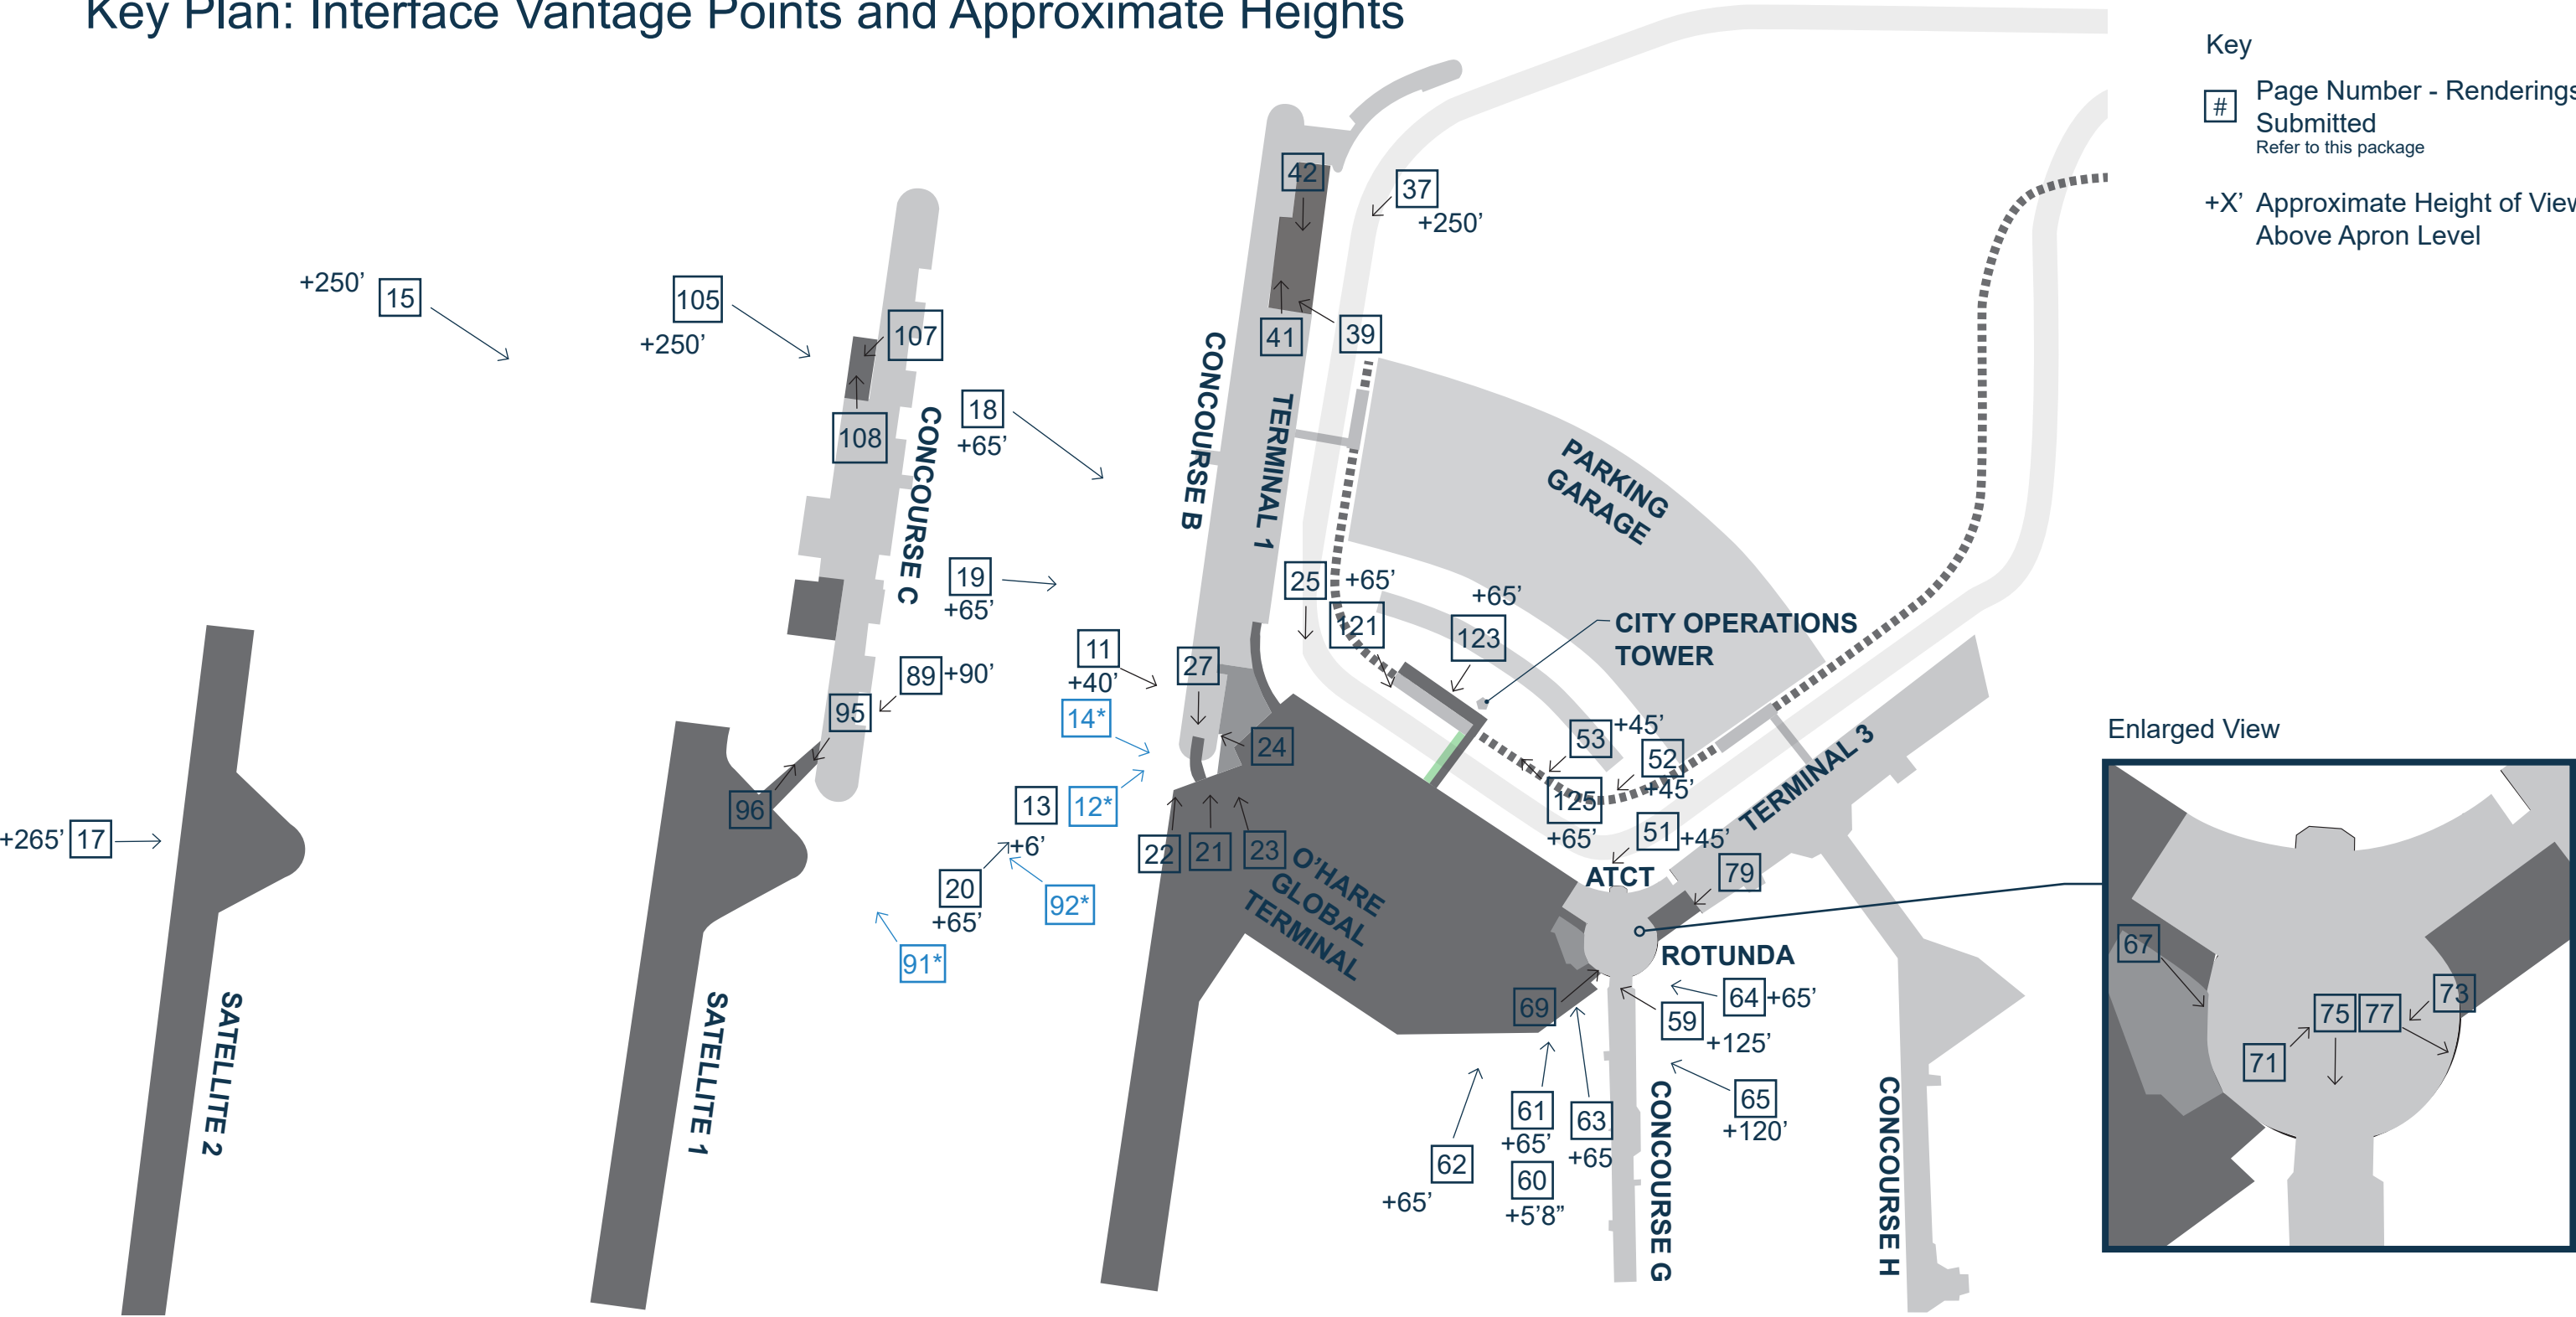 Key Plan: Interface Vantage Points and Approximate Heights
Key
#
Page Number - Renderings
Submitted
Refer to this package
+X’
Approximate Height of View
Above Apron Level
42
37
+250’
+250’
15
105
+250’
107
41
39
108
18
+65’
CONCOURSE C
CONCOURSE B
TERMINAL 1
PARKING
GARAGE
19
+65’
25
+65’
121
+65’
123
CITY OPERATIONS
TOWER
11
+40’
27
89
+90’
95
14*
24
53
+45’
52
+45’
96
13
12*
+6’
125
+65’
51
+45’
TERMINAL 3
+265’
17
22
21
23
20
+65’
92*
91*
O’HARE
GLOBAL
TERMINAL
ATCT
79
ROTUNDA
69
64
+65’
59
+125’
65
+120’
61
+65’
63
+65
62
+65’
60
+5’8”
SATELLITE 2
SATELLITE 1
CONCOURSE G
CONCOURSE H
Enlarged View
67
75
77
73
71